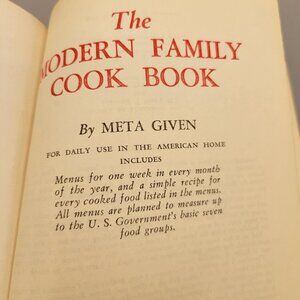 The
MODERN FAMILY
COOK BOOK
By META GIVEN
FOR DAILY USE IN THE AMERICAN HOME
INCLUDES
Menus for one week in every month
of the year, and a simple recipe for
every cooked food listed in the menus.
All menus are planned to measure up
to the U. S. Government's basic seven
food groups.